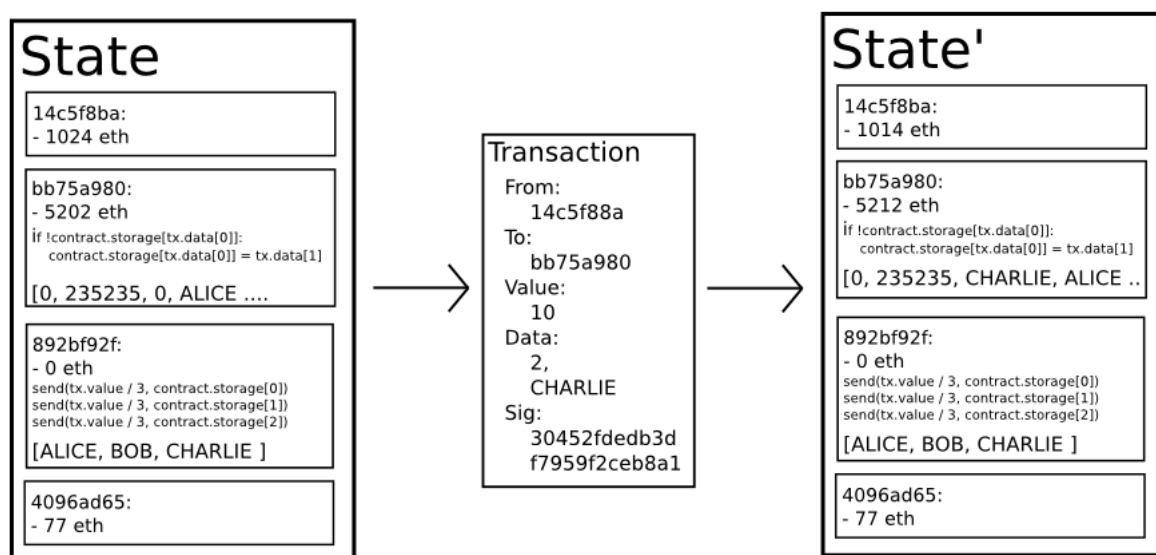 State
14c5f8ba:
- 1024 eth
bb75a980:
- 5202 eth
if !contract.storage[tx.data[0]]:
contract.storage[tx.data[0]] = tx.data[1]
[0, 235235, 0, ALICE ....
892bf92f:
- 0 eth
send(tx.value / 3, contract.storage[0])
send(tx.value / 3, contract.storage[1])
send(tx.value / 3, contract.storage[2])
[ALICE, BOB, CHARLIE ]
4096ad65:
- 77 eth
Transaction
From:
14c5f88a
To:
bb75a980
Value:
10
Data:
2,
CHARLIE
Sig:
30452fdedb3d
f7959f2ceb8a1
State'
14c5f8ba:
- 1014 eth
bb75a980:
- 5212 eth
if !contract.storage[tx.data[0]]:
contract.storage[tx.data[0]] = tx.data[1]
[0, 235235, CHARLIE, ALICE ..
892bf92f:
- 0 eth
send(tx.value / 3, contract.storage[0])
send(tx.value / 3, contract.storage[1])
send(tx.value / 3, contract.storage[2])
[ALICE, BOB, CHARLIE ]
4096ad65:
- 77 eth